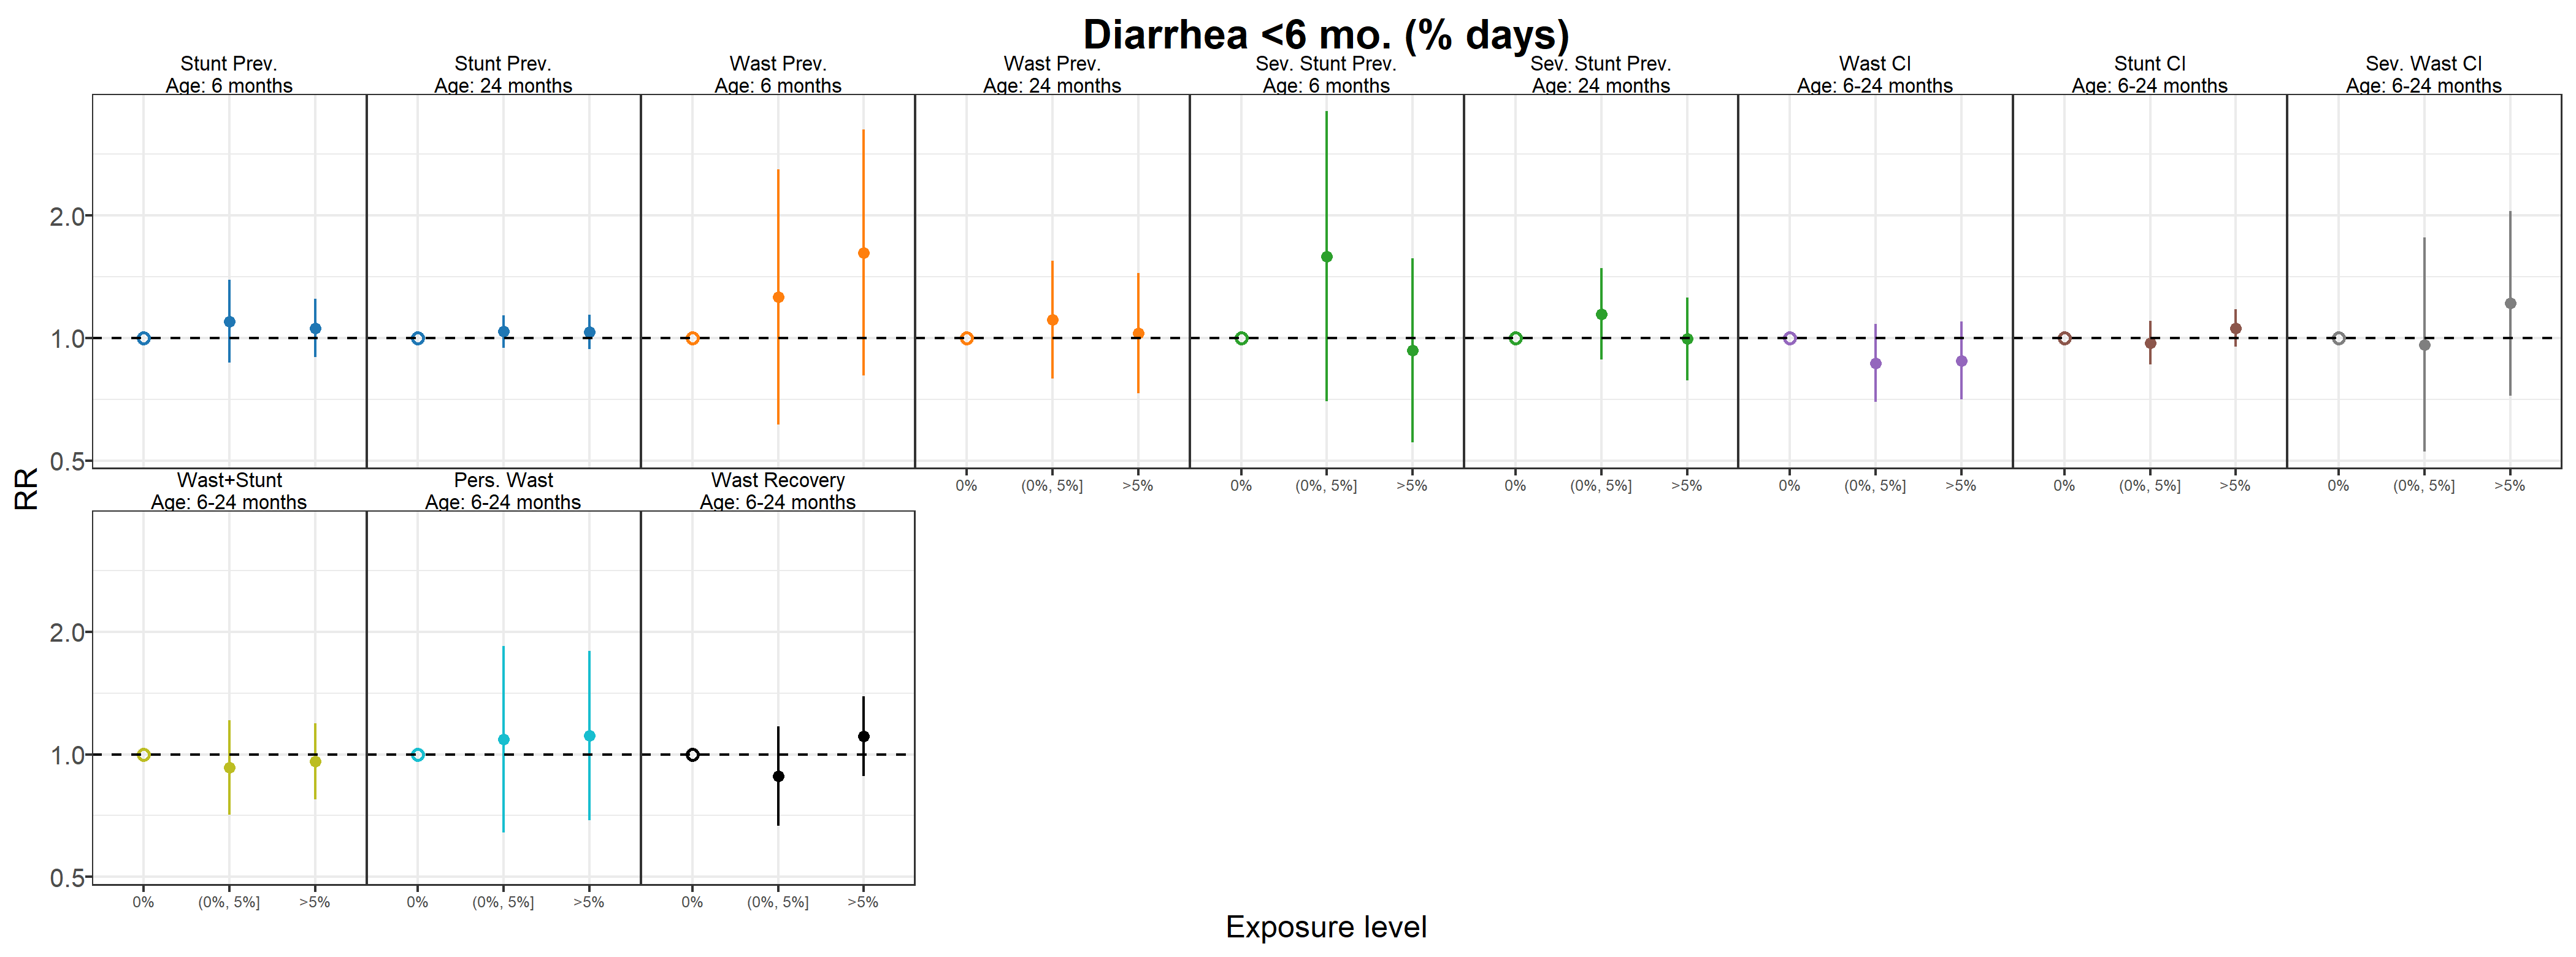 Diarrhea <6 mo. (% days)
Stunt Prev.
Age: 6 months
Stunt Prev.
Age: 24 months
Wast Prev.
Age: 6 months
Wast Prev.
Age: 24 months
Sev. Stunt Prev.
Age: 6 months
Sev. Stunt Prev.
Age: 24 months
Wast CI
Age: 6-24 months
Stunt CI
Age: 6-24 months
Sev. Wast CI
Age: 6-24 months
2.0
1.0
0.5
0% (0%, 5%] >5%
0% (0%, 5%] >5%
0% (0%, 5%] >5%
0% (0%, 5%] >5%
0% (0%, 5%] >5%
0% (0%, 5%] >5%
RR
Wast+Stunt
Age: 6-24 months
Pers. Wast
Age: 6-24 months
Wast Recovery
Age: 6-24 months
2.0
1.0
0.5
0% (0%, 5%] >5%
0% (0%, 5%] >5%
0% (0%, 5%] >5%
Exposure level